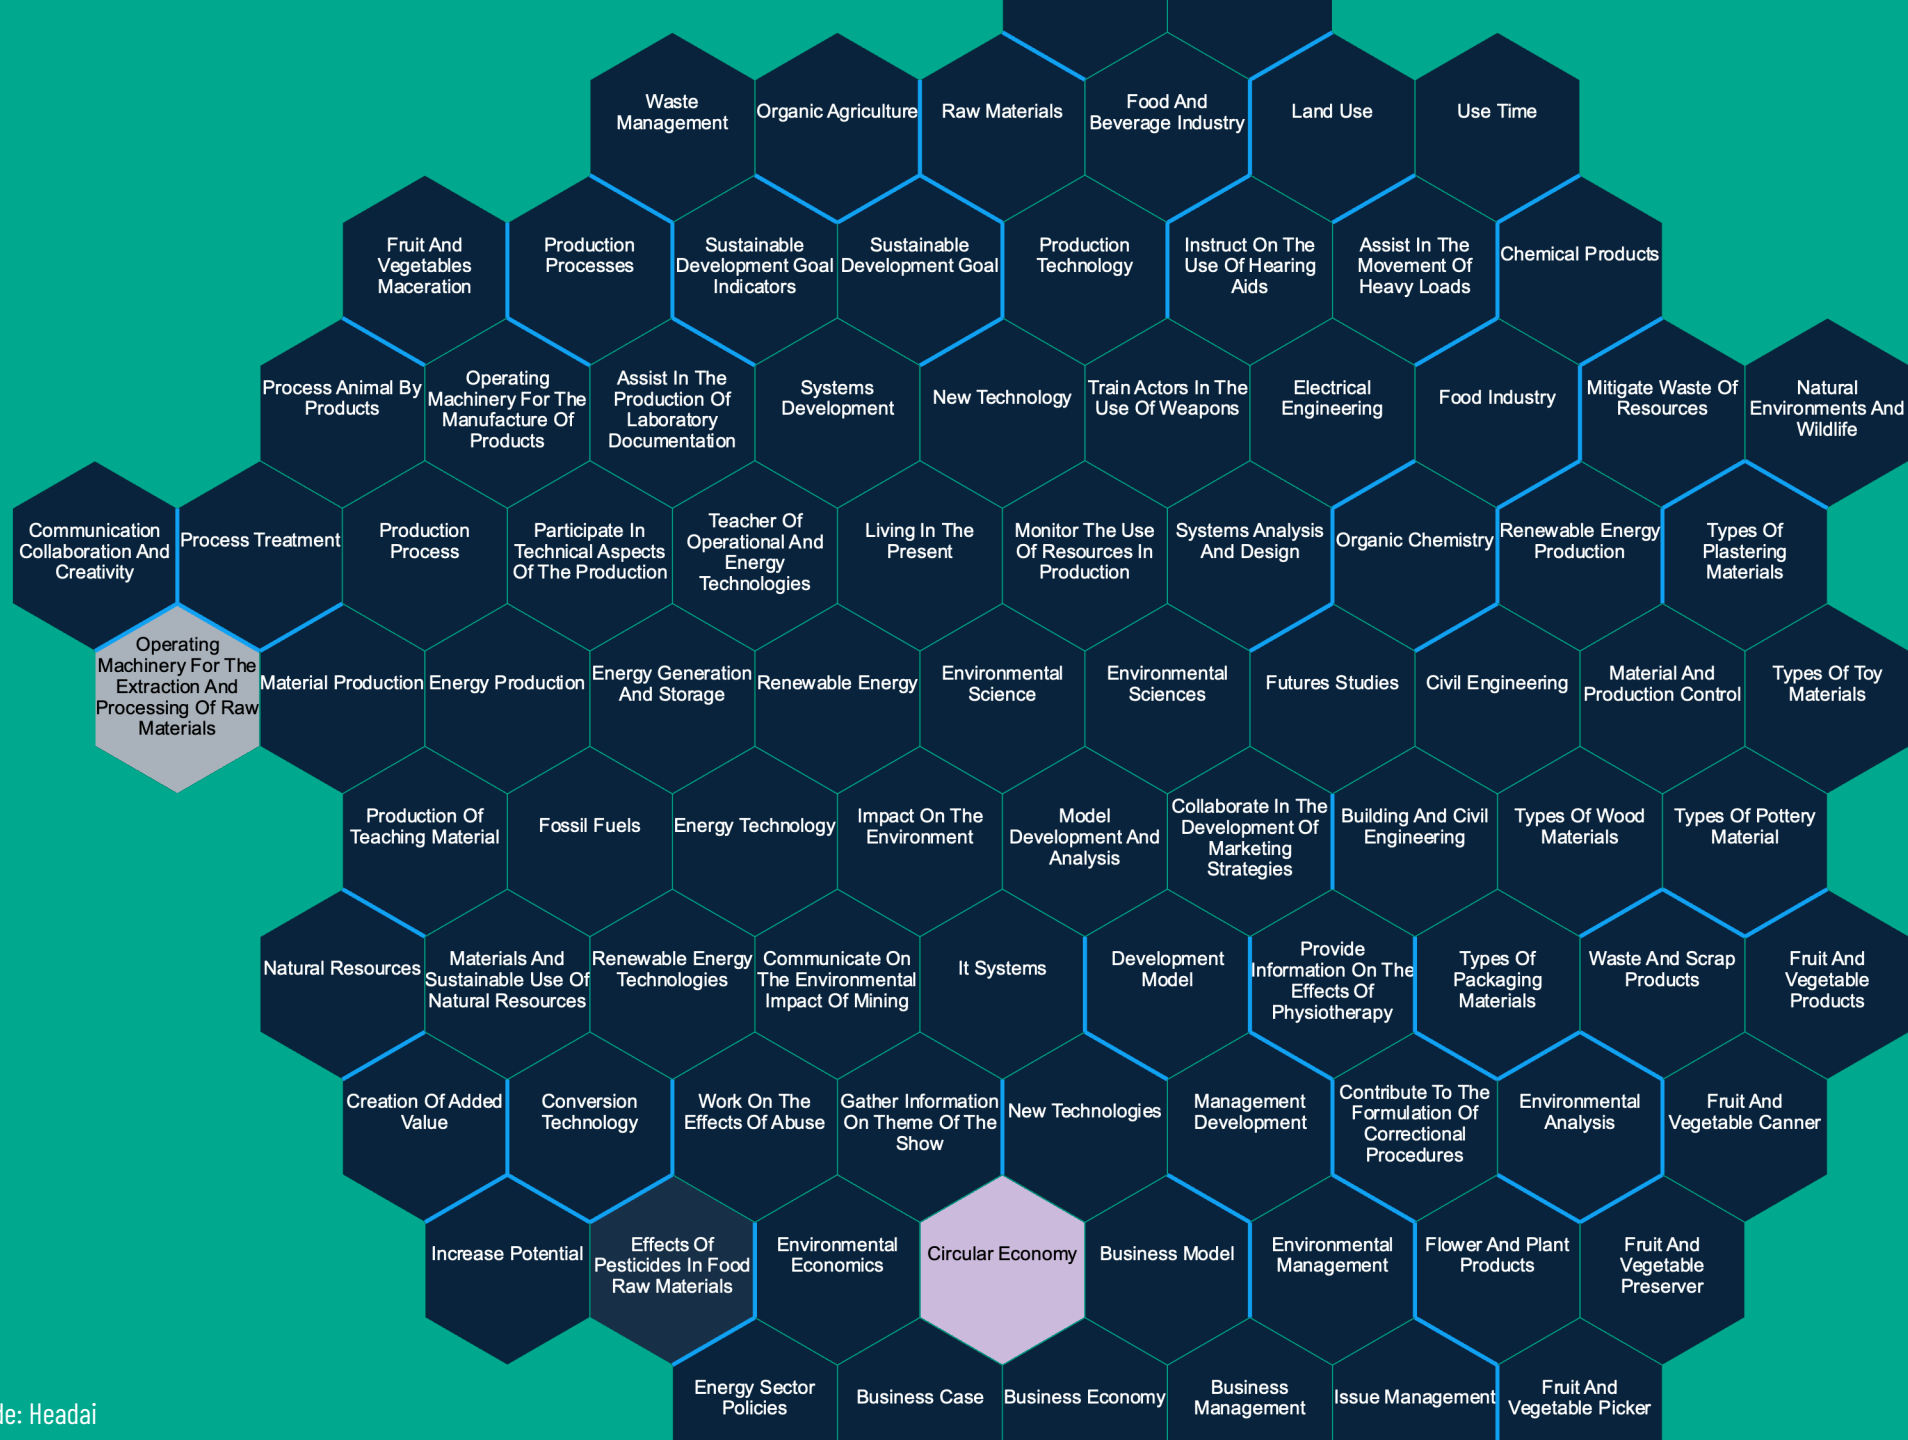 Waste
Management
Organic Agriculture
Raw Materials
Food And
Beverage Industry
Land Use
Use Time
Fruit And
Vegetables
Maceration
Production
Processes
Sustainable
Development Goal
Indicators
Sustainable
Development Goal
Production
Technology
Instruct On The
Use Of Hearing
Aids
Assist In The
Movement Of
Heavy Loads
Chemical Products
Process Animal By
Products
Operating
Machinery For The
Manufacture Of
Products
Assist In The
Production Of
Laboratory
Documentation
Systems
Development
New Technology
Train Actors In The
Use Of Weapons
Electrical
Engineering
Food Industry
Mitigate Waste Of
Resources
Natural
Environments And
Wildlife
Communication
Collaboration And
Creativity
Process Treatment
Production
Process
Participate In
Technical Aspects
Of The Production
Teacher Of
Operational And
Energy
Technologies
Living In The
Present
Monitor The Use
Of Resources In
Production
Systems Analysis
And Design
Organic Chemistry
Renewable Energy
Production
Types Of
Plastering
Materials
Operating
Machinery For The
Extraction And
Processing Of Raw
Materials
Material Production
Energy Production
Energy Generation
And Storage
Renewable Energy
Environmental
Science
Environmental
Sciences
Futures Studies
Civil Engineering
Material And
Production Control
Types Of Toy
Materials
Production Of
Teaching Material
Fossil Fuels
Energy Technology
Impact On The
Environment
Model
Development And
Analysis
Collaborate In The
Development Of
Marketing
Strategies
Building And Civil
Engineering
Types Of Wood
Materials
Types Of Pottery
Material
Natural Resources
Materials And
Sustainable Use Of
Natural Resources
Renewable Energy
Technologies
Communicate On
The Environmental
Impact Of Mining
It Systems
Development
Model
Provide
Information On The
Effects Of
Physiotherapy
Types Of
Packaging
Materials
Waste And Scrap
Products
Fruit And
Vegetable
Products
Creation Of Added
Value
Conversion
Technology
Work On The
Effects Of Abuse
Gather Information
On Theme Of The
Show
New Technologies
Management
Development
Contribute To The
Formulation Of
Correctional
Procedures
Environmental
Analysis
Fruit And
Vegetable Canner
Increase Potential
Effects Of
Pesticides In Food
Raw Materials
Environmental
Economics
Circular Economy
Business Model
Environmental
Management
Flower And Plant
Products
Fruit And
Vegetable
Preserver
Energy Sector
Policies
Business Case
Business Economy
Business
Management
Issue Management
Fruit And
Vegetable Picker
de: Headai